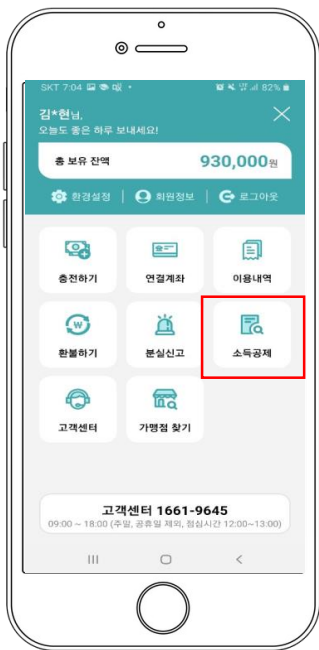 SKT 7:04
82%
김*현님,
오늘도 좋은 하루 보내세요!
총 보유 잔액 930,000원
환경설정 | 회원정보 | 로그아웃
충전하기 연결계좌 이용내역
환불하기 분실신고 소득공제
고객센터 가맹점 찾기
고객센터 1661-9645
09:00 ~ 18:00 (주말, 공휴일 제외, 점심시간 12:00~13:00)